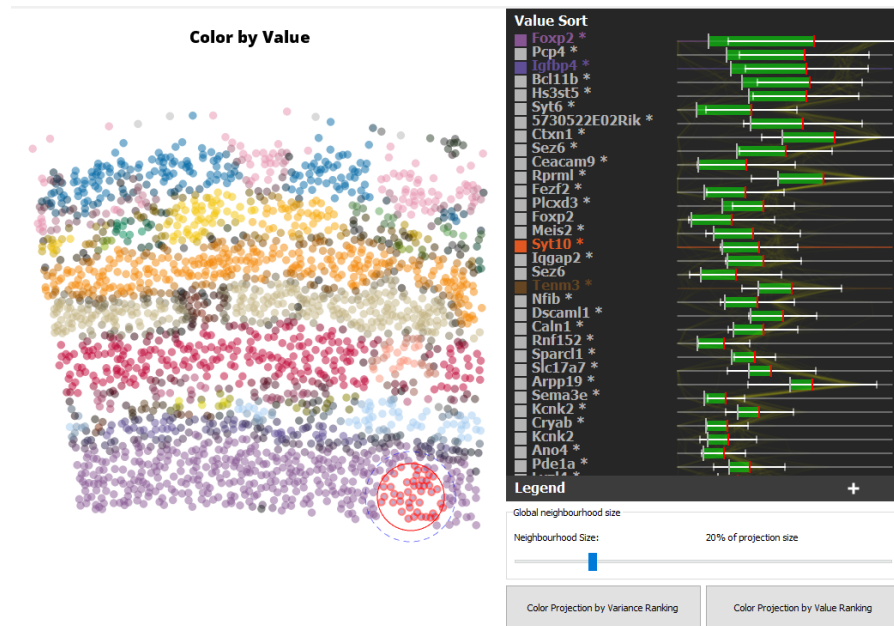 Color by Value
Value Sort
Foxp2 *
Pcp4 *
Igfbp4 *
Bcl11b *
Hs3st5 *
Syt6 *
5730522E02Rik *
Ctxn1 *
Sez6 *
Ceacam9 *
Rprml *
Fezf2 *
Plcxd3 *
Foxp2
Meis2 *
Syt10 *
Iqgap2 *
Sez6
Tenm3 *
Nfib *
Dscaml1 *
Caln1 *
Rnf152 *
Sparcl1 *
Slc17a7 *
Arpp19 *
Sema3e *
Kcnk2 *
Cryab *
Kcnk2
Ano4 *
Pde1a *
Legend +
Global neighbourhood size
Neighbourhood Size: 20% of projection size
Color Projection by Variance Ranking
Color Projection by Value Ranking